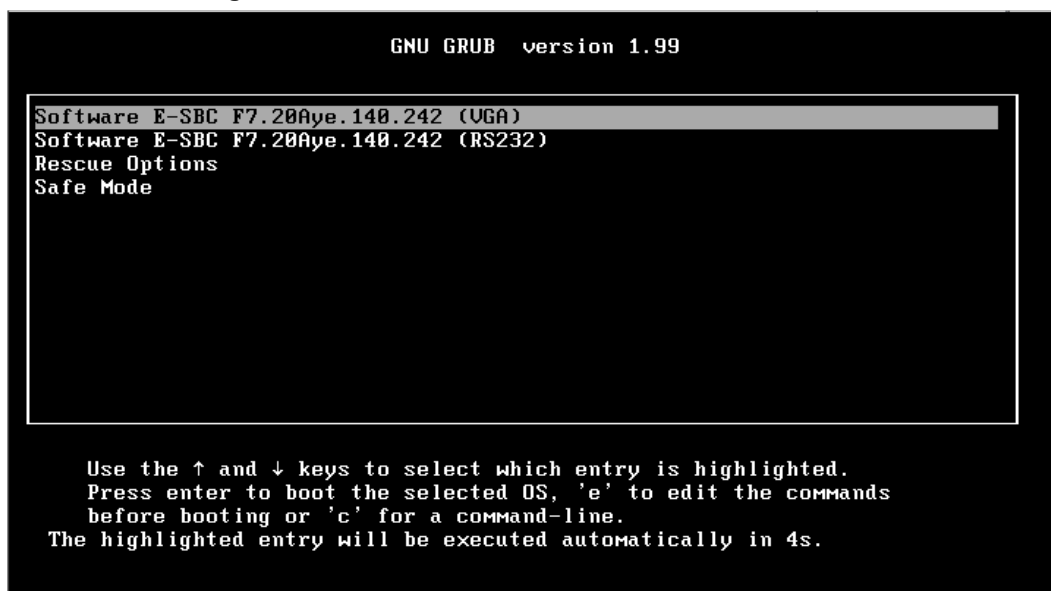 GNU GRUB  version 1.99
Software E-SBC F7.20Aye.140.242 (VGA)
Software E-SBC F7.20Aye.140.242 (RS232)
Rescue Options
Safe Mode
Use the ↑ and ↓ keys to select which entry is highlighted.
Press enter to boot the selected OS, 'e' to edit the commands
before booting or 'c' for a command-line.
The highlighted entry will be executed automatically in 4s.